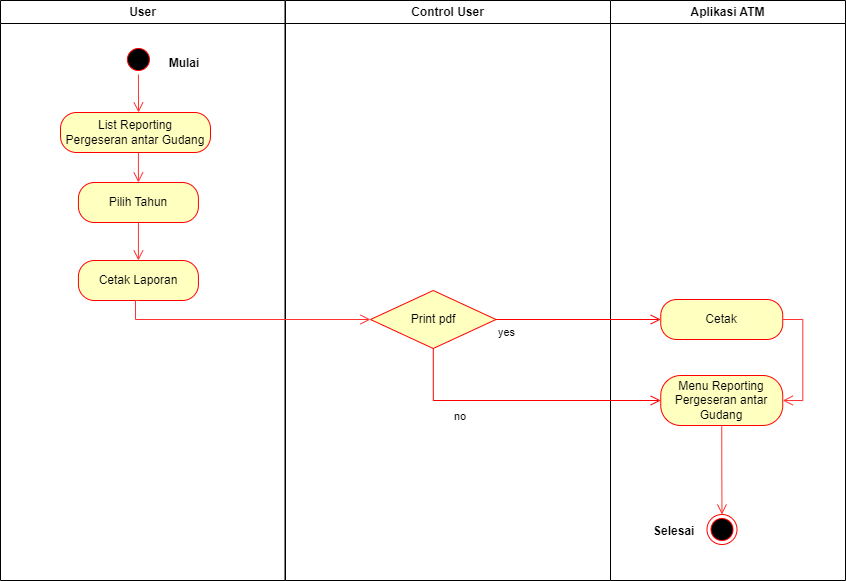 User
Control User
Aplikasi ATM
Mulai
List Reporting
Pergeseran antar Gudang
Pilih Tahun
Cetak Laporan
Print pdf
yes
no
Cetak
Menu Reporting
Pergeseran antar
Gudang
Selesai